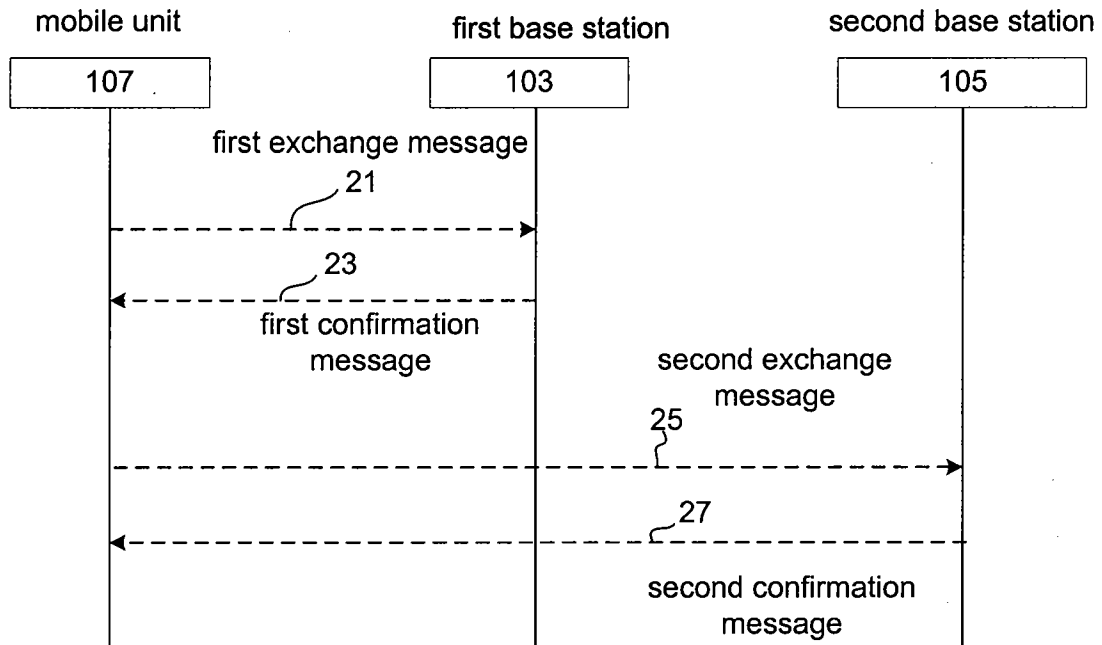 mobile unit
first base station
second base station
107
103
105
first exchange message
21
23
first confirmation
message
second exchange
message
25
27
second confirmation
message